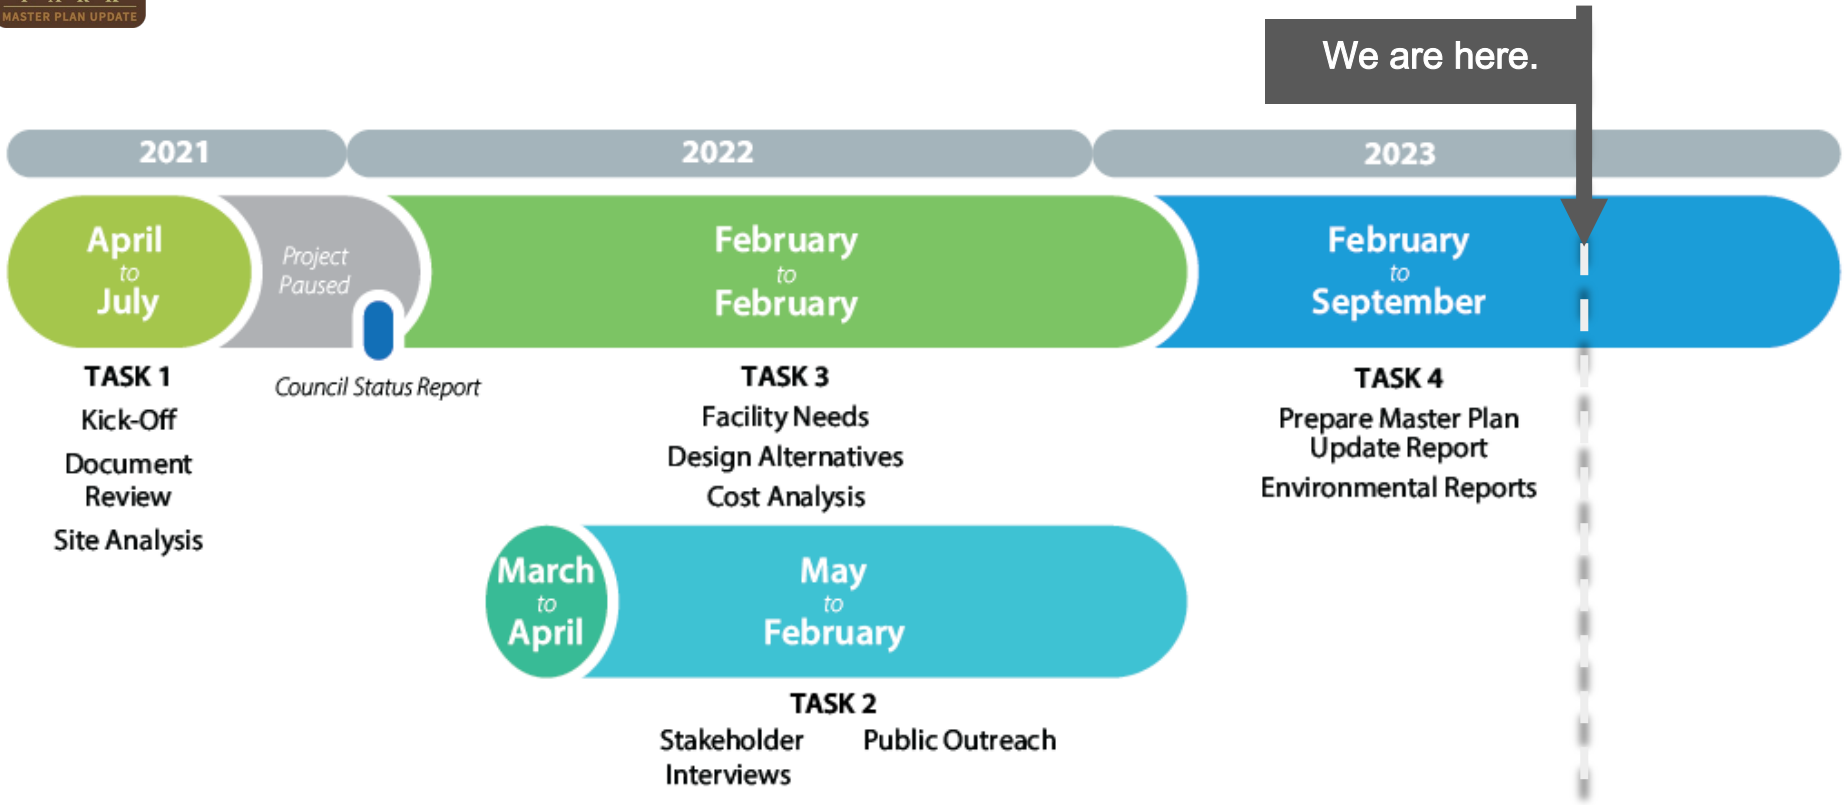 MASTER PLAN UPDATE
We are here.
2021
2022
2023
April
to
July
Project
Paused
February
to
February
February
to
September
TASK 1
Kick-Off
Document
Review
Site Analysis
Council Status Report
TASK 3
Facility Needs
Design Alternatives
Cost Analysis
TASK 4
Prepare Master Plan
Update Report
Environmental Reports
March
to
April
May
to
February
TASK 2
Stakeholder
Interviews
Public Outreach